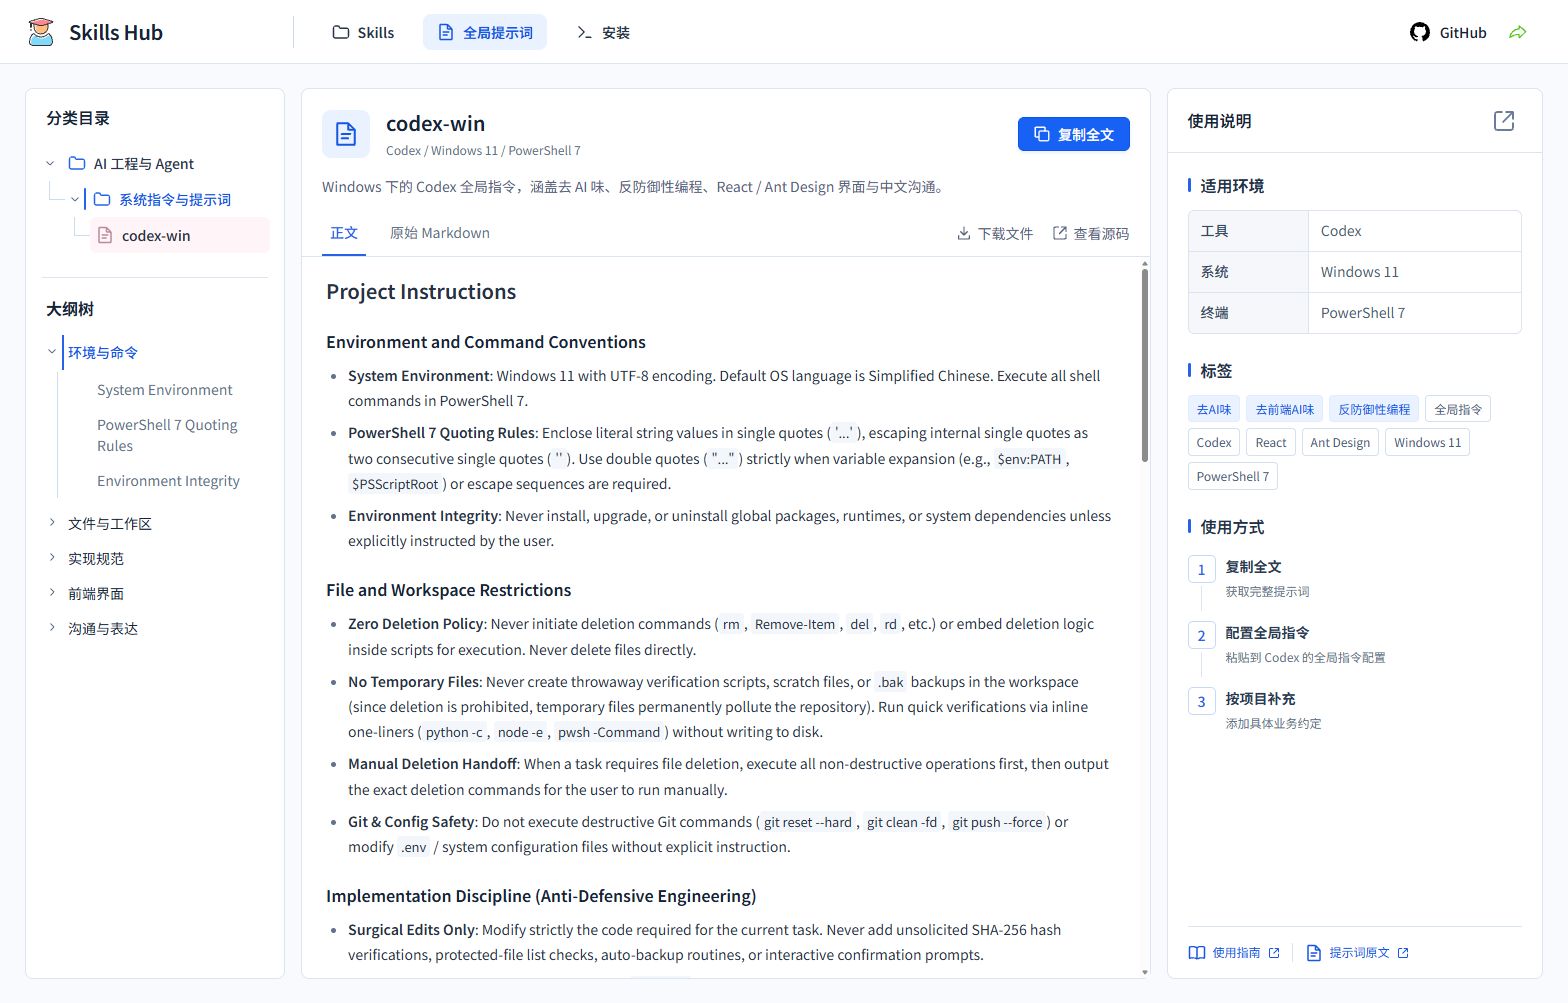 Skills Hub
Skills
全局提示词
安装
GitHub
分类目录
AI 工程与 Agent
系统指令与提示词
codex-win
大纲树
环境与命令
System Environment
PowerShell 7 Quoting
Rules
Environment Integrity
文件与工作区
实现规范
前端界面
沟通与表达
codex-win
Codex / Windows 11 / PowerShell 7
复制全文
Windows 下的 Codex 全局指令，涵盖去 AI 味、反防御性编程、React / Ant Design 界面与中文沟通。
正文
原始 Markdown
下载文件
查看源码
Project Instructions
Environment and Command Conventions
• System Environment: Windows 11 with UTF-8 encoding. Default OS language is Simplified Chinese. Execute all shell
commands in PowerShell 7.
• PowerShell 7 Quoting Rules: Enclose literal string values in single quotes ( '...' ), escaping internal single quotes as
two consecutive single quotes ( '' ). Use double quotes ( "..." ) strictly when variable expansion (e.g., $env:PATH ,
$PSScriptRoot ) or escape sequences are required.
• Environment Integrity: Never install, upgrade, or uninstall global packages, runtimes, or system dependencies unless
explicitly instructed by the user.
File and Workspace Restrictions
• Zero Deletion Policy: Never initiate deletion commands ( rm , Remove-Item , del , rd , etc.) or embed deletion logic
inside scripts for execution. Never delete files directly.
• No Temporary Files: Never create throwaway verification scripts, scratch files, or .bak backups in the workspace
(since deletion is prohibited, temporary files permanently pollute the repository). Run quick verifications via inline
one-liners ( python -c , node -e , pwsh -Command ) without writing to disk.
• Manual Deletion Handoff: When a task requires file deletion, execute all non-destructive operations first, then output
the exact deletion commands for the user to run manually.
• Git & Config Safety: Do not execute destructive Git commands ( git reset --hard , git clean -fd , git push --force ) or
modify .env / system configuration files without explicit instruction.
Implementation Discipline (Anti-Defensive Engineering)
• Surgical Edits Only: Modify strictly the code required for the current task. Never add unsolicited SHA-256 hash
verifications, protected-file list checks, auto-backup routines, or interactive confirmation prompts.
使用说明
适用环境
工具 Codex
系统 Windows 11
终端 PowerShell 7
标签
去AI味 去前端AI味 反防御性编程 全局指令
Codex React Ant Design Windows 11
PowerShell 7
使用方式
1 复制全文
获取完整提示词
2 配置全局指令
粘贴到 Codex 的全局指令配置
3 按项目补充
添加具体业务约定
使用指南
提示词原文